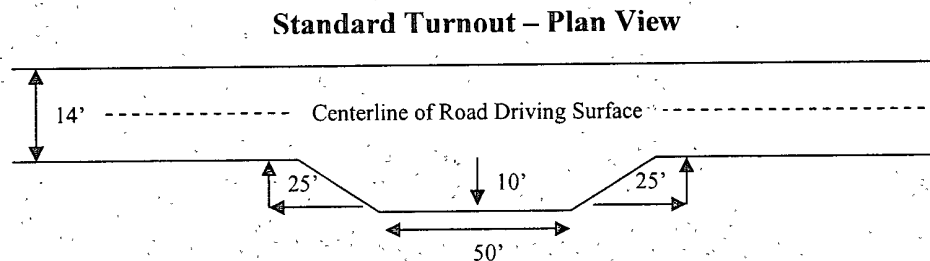 Standard Turnout – Plan View
14’
Centerline of Road Driving Surface
25’
10’
25’
50’